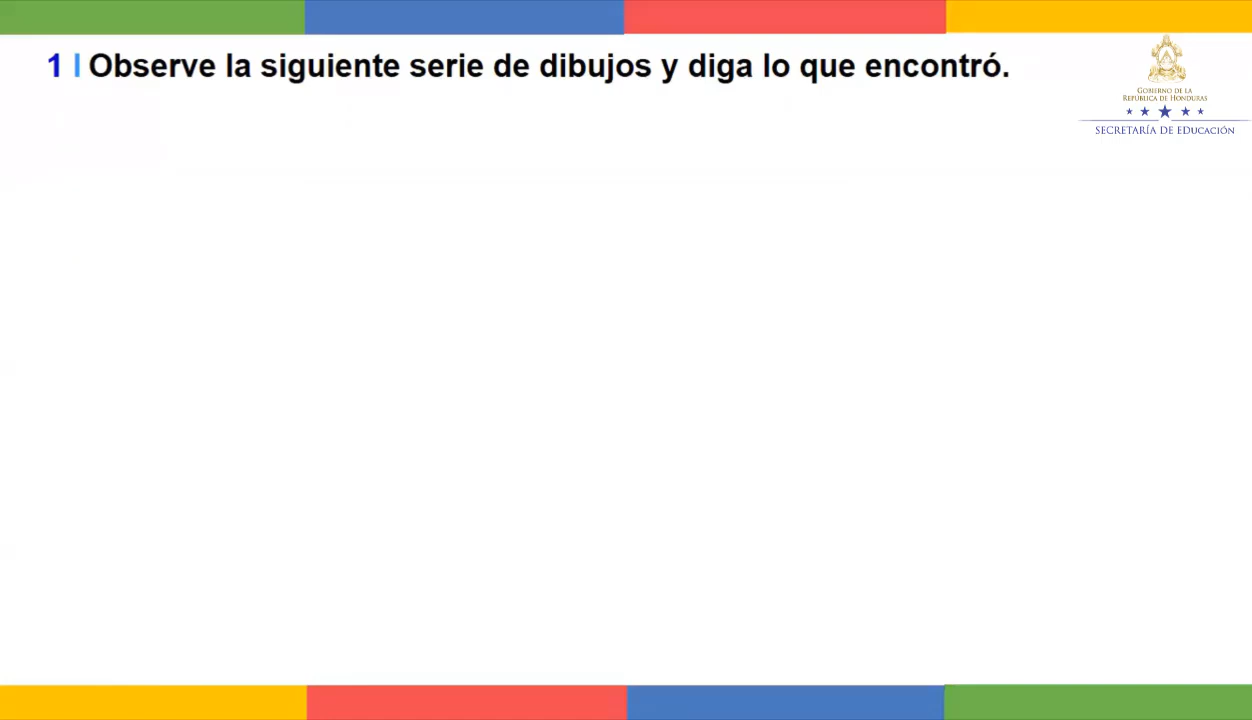 1 | Observe la siguiente serie de dibujos y diga lo que encontró.
GOBIERNO DE LA
REPÚBLICA DE HONDURAS
SECRETARÍA DE EDUCACIÓN